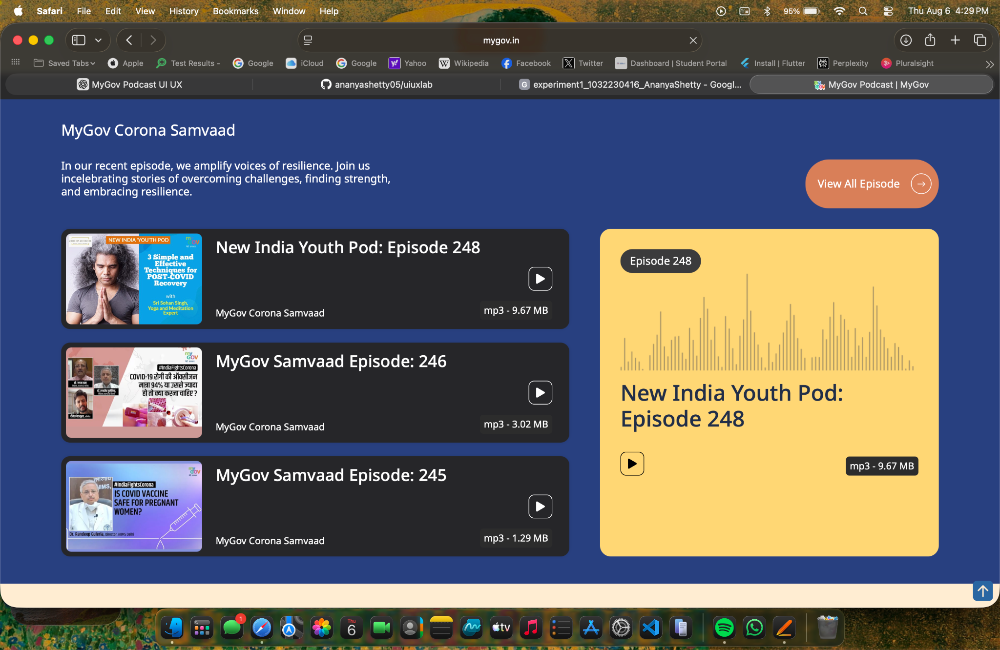 Safari File Edit View History Bookmarks Window Help 95% Thu Aug 6 4:29 PM
mygov.in
Saved Tabs Apple Test Results - Google iCloud Google Yahoo Wikipedia Facebook Twitter Dashboard | Student Portal Install | Flutter Perplexity Pluralsight
MyGov Podcast UI UX ananyashetty05/uiuxlab G experiment1_1032230416_AnanyaShetty - Googl... MyGov Podcast | MyGov
MyGov Corona Samvaad
In our recent episode, we amplify voices of resilience. Join us
incelebrating stories of overcoming challenges, finding strength,
and embracing resilience.
View All Episode
NEW INDIA 'YOU'TH POD
3 Simple and
Effective
Techniques for
POST-COVID
Recovery
with
Sri Sohan Singh,
Yoga and Meditation
Expert
New India Youth Pod: Episode 248
MyGov Corona Samvaad
mp3 - 9.67 MB
my
GOV
#IndiaFightsCorona
COVID-19 रोगी की ऑक्सीजन
मात्रा 94% या उससे ज्यादा
हो तो क्या करना चाहिए ?
MyGov Samvaad Episode: 246
MyGov Corona Samvaad
mp3 - 3.02 MB
my
GOV
#IndiaFightsCorona
IS COVID VACCINE
SAFE FOR PREGNANT
WOMEN?
Dr. Randeep Guleria, Director, AIIMS Delhi
MyGov Samvaad Episode: 245
MyGov Corona Samvaad
mp3 - 1.29 MB
Episode 248
New India Youth Pod:
Episode 248
mp3 - 9.67 MB
1
Thu
6
tv